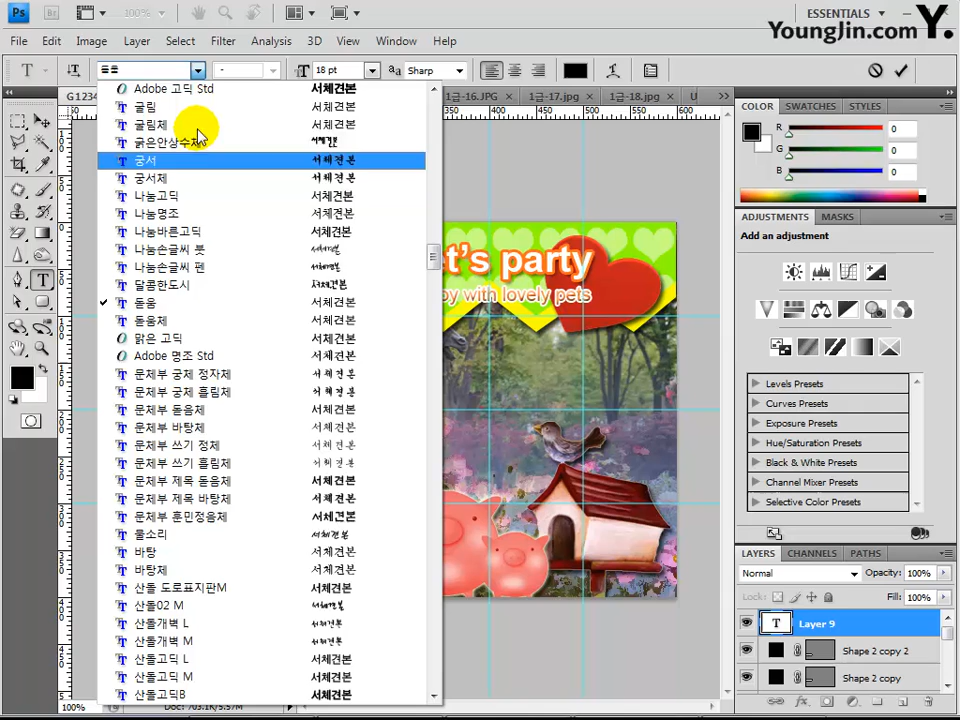 Ps
Br
100%
ESSENTIALS
YoungJin.com
Y.
File Edit Image Layer Select Filter Analysis 3D View Window Help
T 돋움 - 18 pt aa Sharp
Adobe 고딕 Std 서체견본
굴림 서체견본
굴림체 서체견본
굵은안상수체 서체견본
궁서 서체견본
궁서체 서체견본
나눔고딕 서체견본
나눔명조 서체견본
나눔바른고딕 서체견본
나눔손글씨 붓 서체견본
나눔손글씨 펜 서체견본
달콤한도시 서체견본
돋움 서체견본
돋움체 서체견본
맑은 고딕 서체견본
Adobe 명조 Std 서체견본
문체부 궁체 정자체 서체견본
문체부 궁체 흘림체 서체견본
문체부 돋음체 서체견본
문체부 바탕체 서체견본
문체부 쓰기 정체 서체견본
문체부 쓰기 흘림체 서체견본
문체부 제목 돋음체 서체견본
문체부 제목 바탕체 서체견본
문체부 훈민정음체 서체견본
물소리 서체견본
바탕 서체견본
바탕체 서체견본
산돌 도로표지판M 서체견본
산돌02 M 서체견본
산돌개벽 L 서체견본
산돌개벽 M 서체견본
산돌고딕 L 서체견본
산돌고딕 M 서체견본
산돌고딕B 서체견본
G1234
1급-16.JPG
1급-17.jpg
1급-18.jpg
400 450 500 550 600
et's party
oy with lovely pets
100%
Doc: 703.1K/5.57M
COLOR SWATCHES STYLES
R 0
G 0
B 0
ADJUSTMENTS MASKS
Add an adjustment
Levels Presets
Curves Presets
Exposure Presets
Hue/Saturation Presets
Black & White Presets
Channel Mixer Presets
Selective Color Presets
LAYERS CHANNELS PATHS
Normal Opacity: 100%
Lock: Fill: 100%
T Layer 9
Shape 2 copy 2
Shape 2 copy